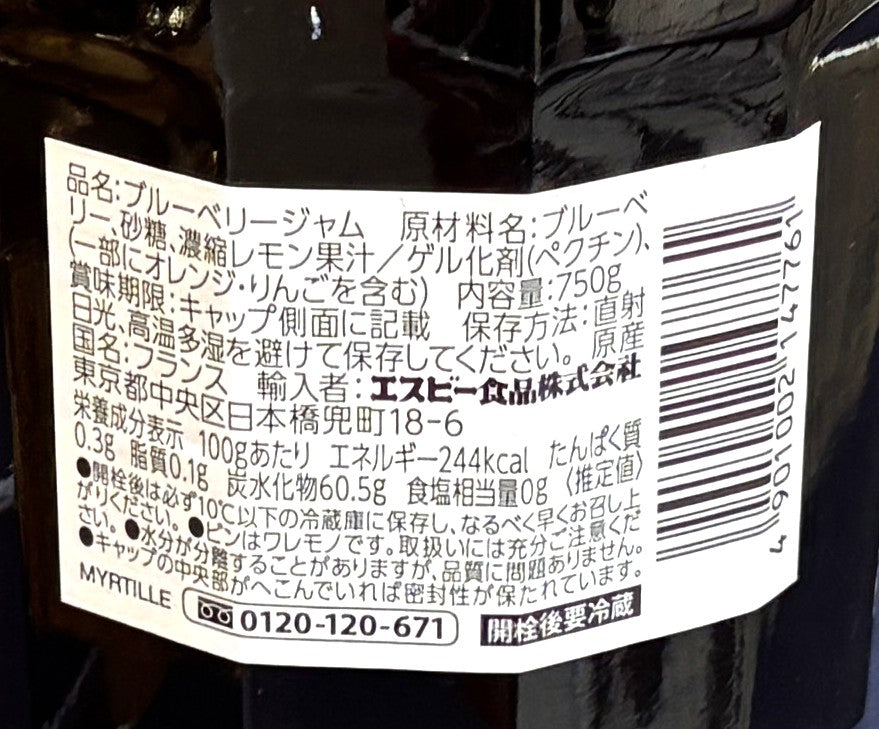 品名:ブルーベリージャム　原材料名:ブルーベ
リー、砂糖、濃縮レモン果汁／ゲル化剤(ペクチン)、
(一部にオレンジ・りんごを含む)　内容量:750g
賞味期限:キャップ側面に記載　保存方法:直射
日光、高温多湿を避けて保存してください。　原産
国名:フランス　輸入者:エスビー食品株式会社
東京都中央区日本橋兜町18-6
栄養成分表示　100gあたり　エネルギー244kcal　たんぱく質
0.3g　脂質0.1g　炭水化物60.5g　食塩相当量0g　(推定値)
●開栓後は必ず10℃以下の冷蔵庫に保存し、なるべく早くお召し上
がりください。●ビンはワレモノです。取扱いには充分ご注意くだ
さい。●水分が分離することがありますが、品質に問題ありません。
●キャップの中央部がへこんでいれば密封性が保たれています。
MYRTILLE
0120-120-671
開栓後要冷蔵
4 901002 147761